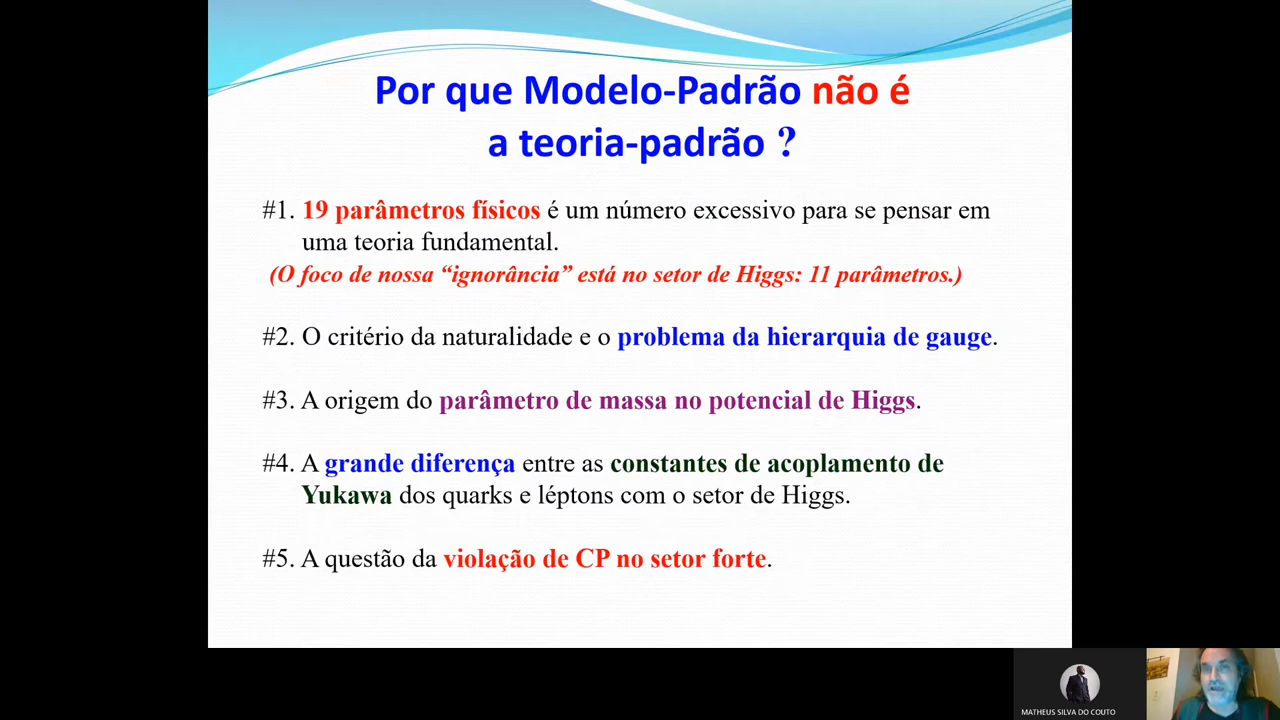 Por que Modelo-Padrão não é
a teoria-padrão ?
#1. 19 parâmetros físicos é um número excessivo para se pensar em
uma teoria fundamental.
(O foco de nossa “ignorância” está no setor de Higgs: 11 parâmetros.)
#2. O critério da naturalidade e o problema da hierarquia de gauge.
#3. A origem do parâmetro de massa no potencial de Higgs.
#4. A grande diferença entre as constantes de acoplamento de
Yukawa dos quarks e léptons com o setor de Higgs.
#5. A questão da violação de CP no setor forte.
MATHEUS SILVA DO COUTO